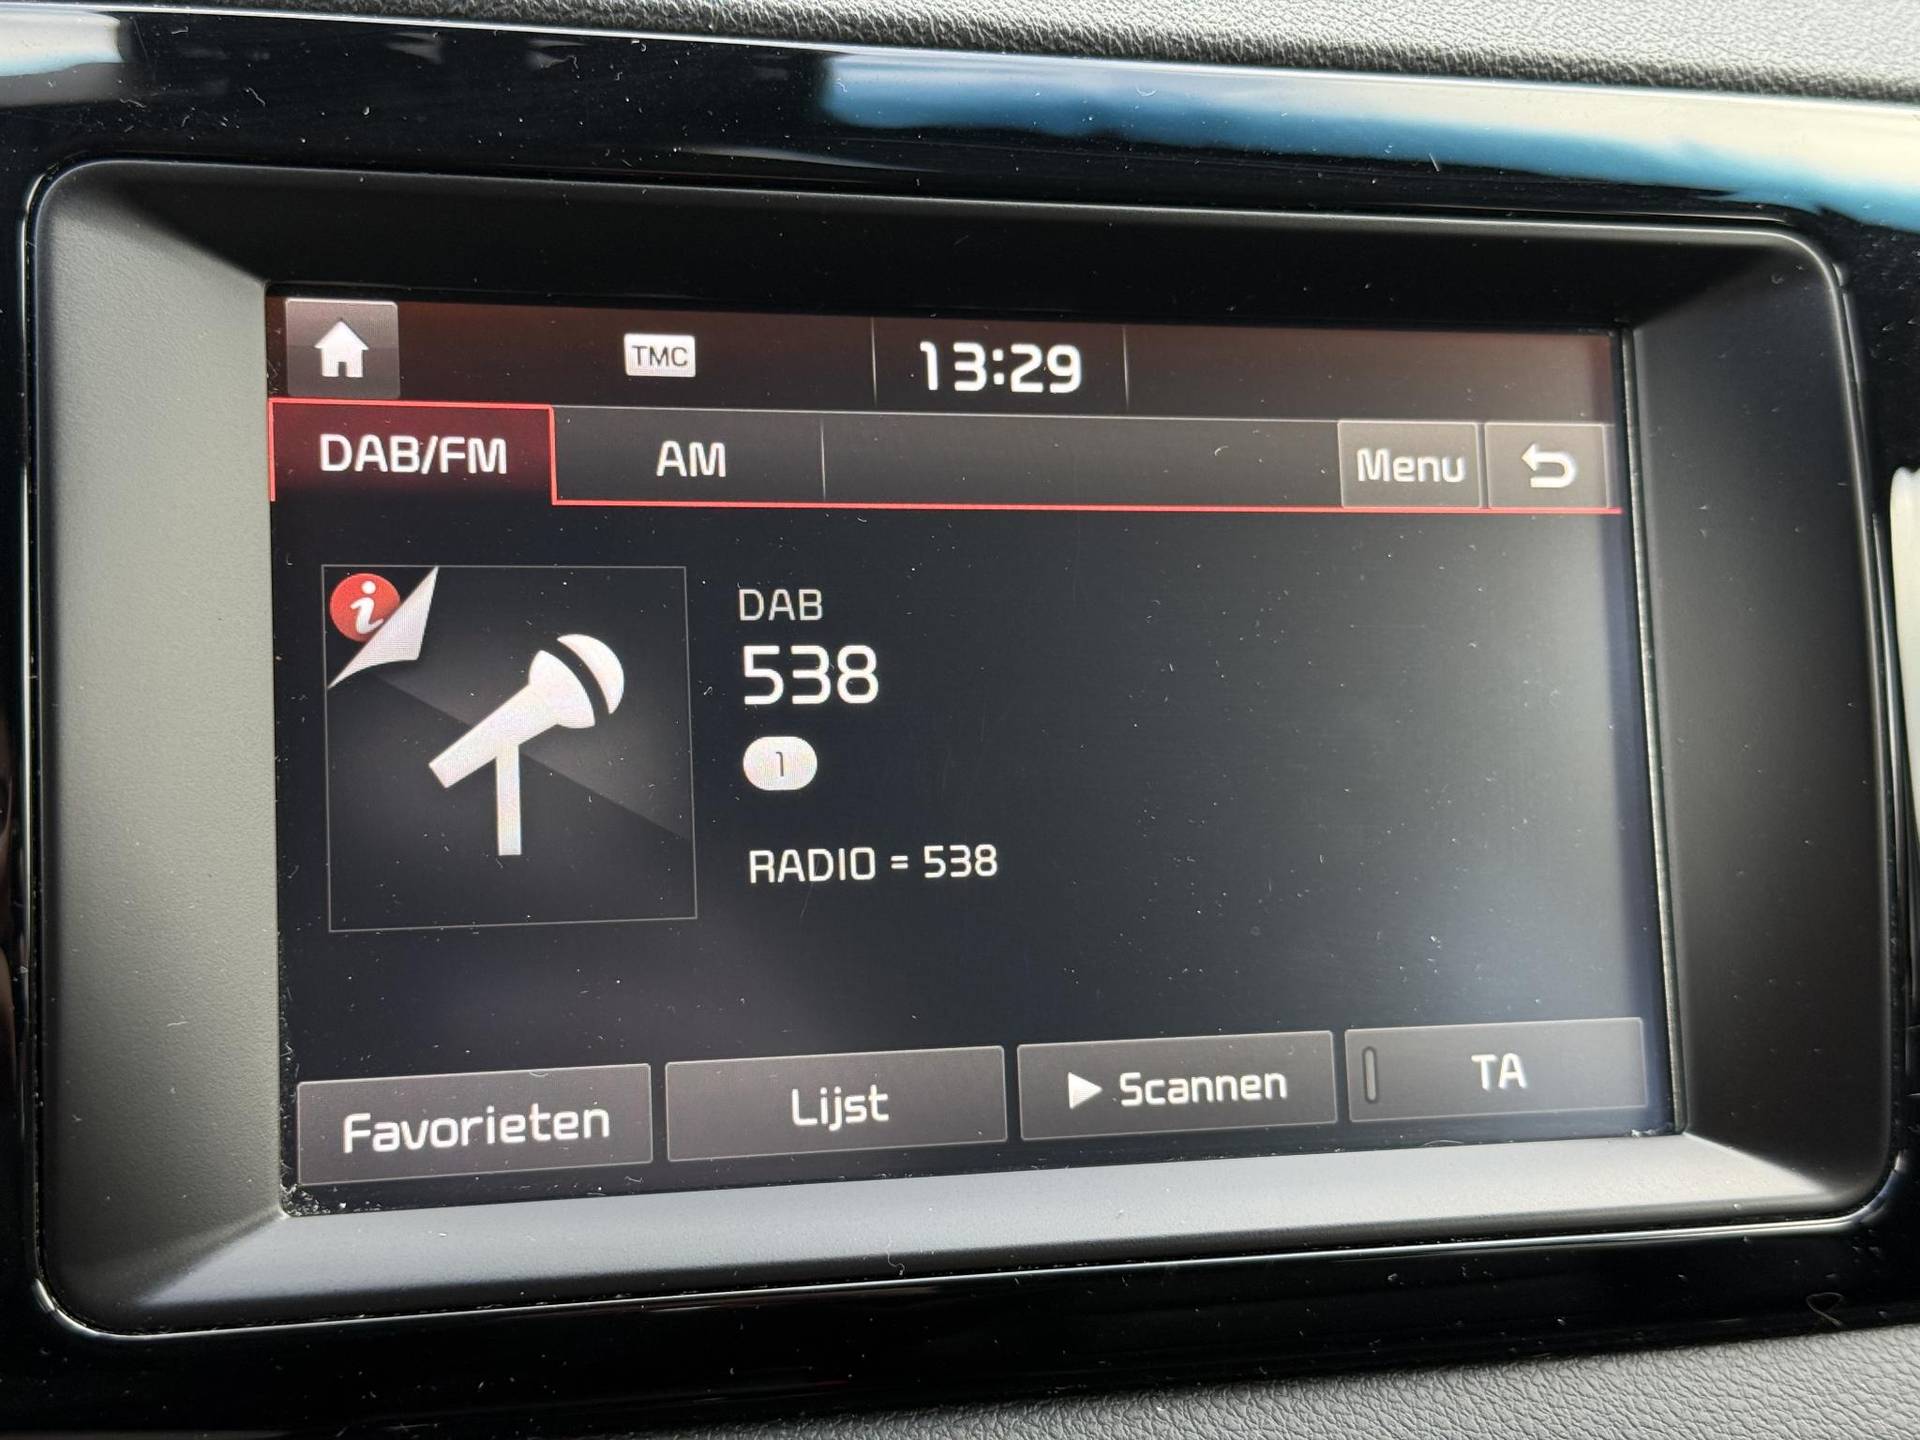 TMC
13:29
DAB/FM
AM
Menu
i
DAB
538
1
RADIO = 538
Favorieten
Lijst
Scannen
TA